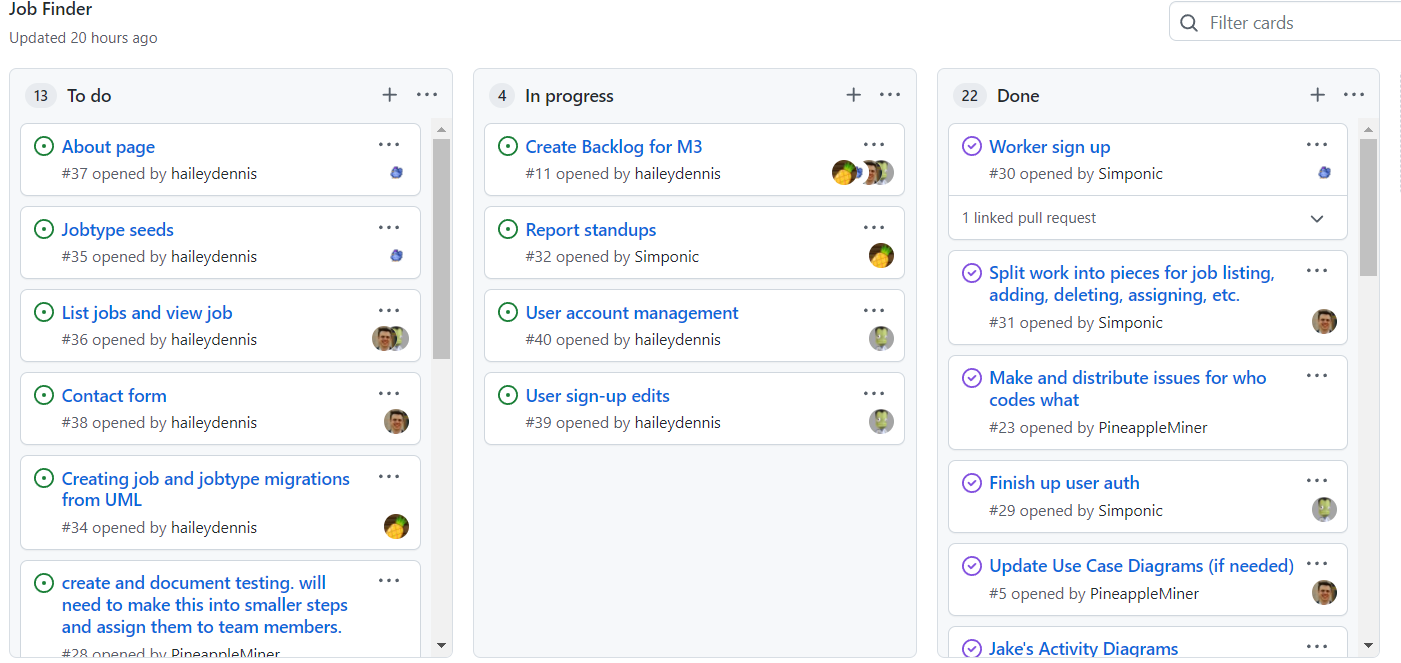 Job Finder
Updated 20 hours ago
Filter cards
13 To do
About page
#37 opened by haileydennis
Jobtype seeds
#35 opened by haileydennis
List jobs and view job
#36 opened by haileydennis
Contact form
#38 opened by haileydennis
Creating job and jobtype migrations
from UML
#34 opened by haileydennis
create and document testing. will
need to make this into smaller steps
and assign them to team members.
#28 opened by PineappleMiner
4 In progress
Create Backlog for M3
#11 opened by haileydennis
Report standups
#32 opened by Simponic
User account management
#40 opened by haileydennis
User sign-up edits
#39 opened by haileydennis
22 Done
Worker sign up
#30 opened by Simponic
1 linked pull request
Split work into pieces for job listing,
adding, deleting, assigning, etc.
#31 opened by Simponic
Make and distribute issues for who
codes what
#23 opened by PineappleMiner
Finish up user auth
#29 opened by Simponic
Update Use Case Diagrams (if needed)
#5 opened by PineappleMiner
Jake's Activity Diagrams